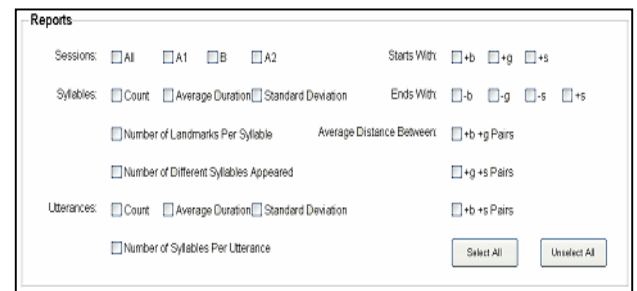 Reports
Sessions: All A1 B A2 Starts With: +b +g +s
Syllables: Count Average Duration Standard Deviation Ends With: -b -g -s +s
Number of Landmarks Per Syllable Average Distance Between: +b +g Pairs
Number of Different Syllables Appeared +g +s Pairs
Utterances: Count Average Duration Standard Deviation +b +s Pairs
Number of Syllables Per Utterance Select All Unselect All